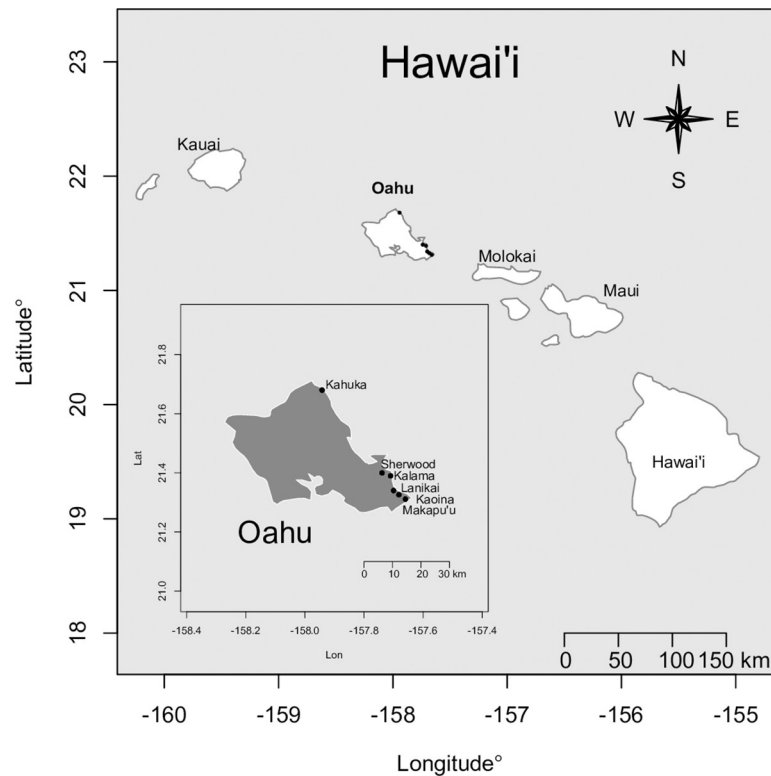 Hawai'i
N
W E
S
Kauai
Oahu
Molokai
Maui
Hawai'i
Kahuka
Sherwood
Kalama
Lanikai
Kaoina
Makapu'u
Oahu
0 10 20 30 km
21.8
21.6
21.4
21.2
21.0
Lat
-158.4 -158.2 -158.0 -157.8 -157.6 -157.4
Lon
0 50 100 150 km
23
22
21
20
19
18
Latitude°
-160 -159 -158 -157 -156 -155
Longitude°